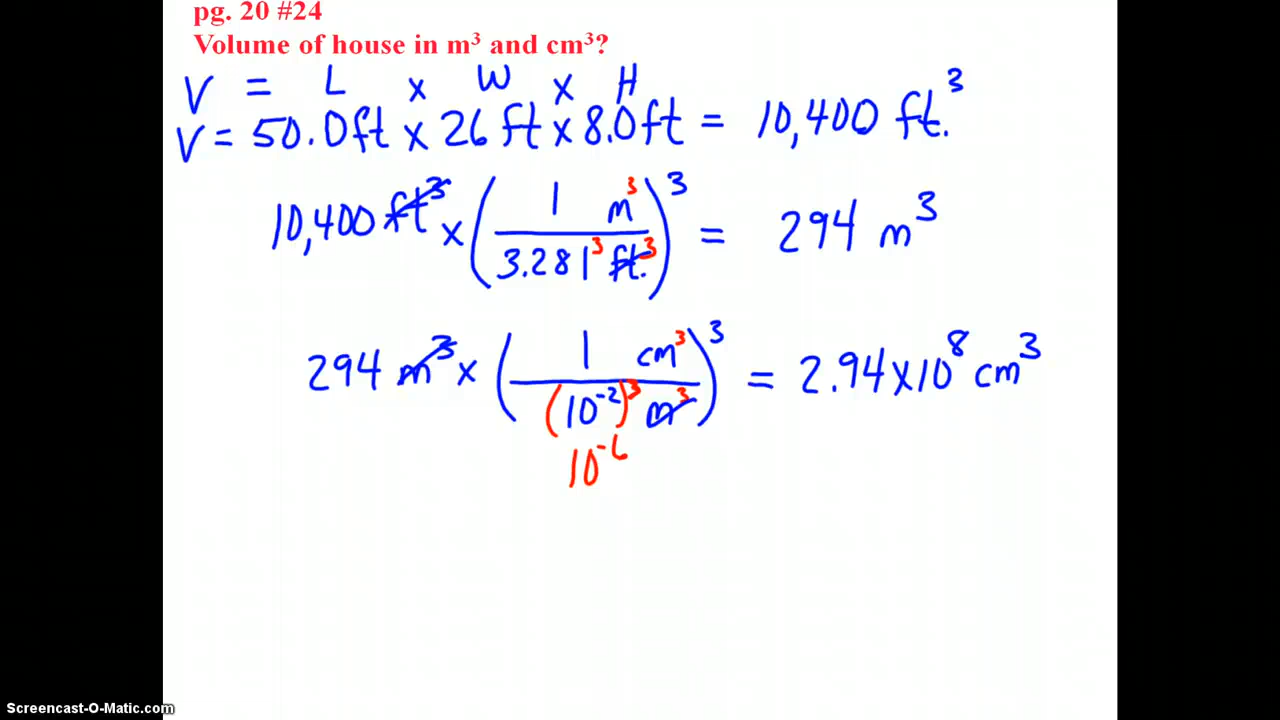 pg. 20 #24
Volume of house in m³ and cm³?
V = L x W x H
V = 50.0ft x 26 ft x 8.0ft = 10,400 ft.³
10,400 ft³ x (1 m³ / 3.281³ ft.³)³ = 294 m³
294 m³ x (1 cm³ / (10⁻²)³ m³)³ = 2.94x10⁸ cm³
10⁻⁶
Screencast-O-Matic.com